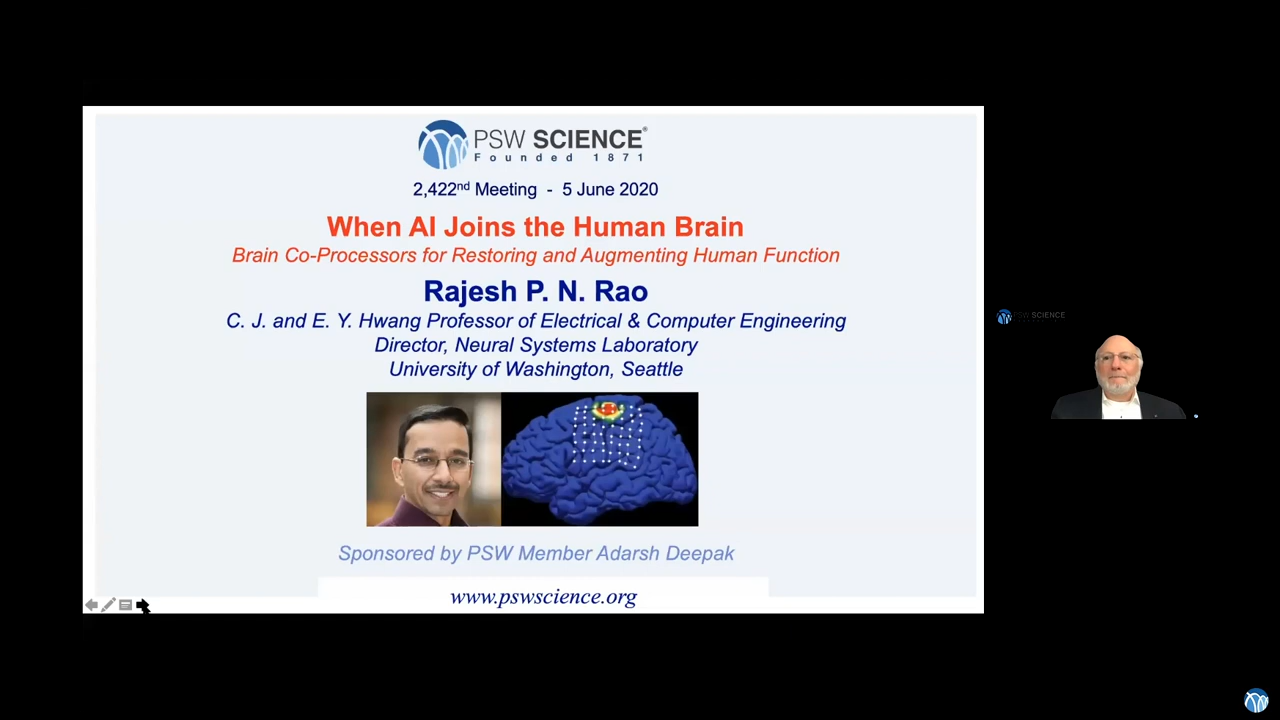 PSW SCIENCE®
Founded 1871
2,422nd Meeting - 5 June 2020
When AI Joins the Human Brain
Brain Co-Processors for Restoring and Augmenting Human Function
Rajesh P. N. Rao
C. J. and E. Y. Hwang Professor of Electrical & Computer Engineering
Director, Neural Systems Laboratory
University of Washington, Seattle
Sponsored by PSW Member Adarsh Deepak
www.pswscience.org
PSW SCIENCE